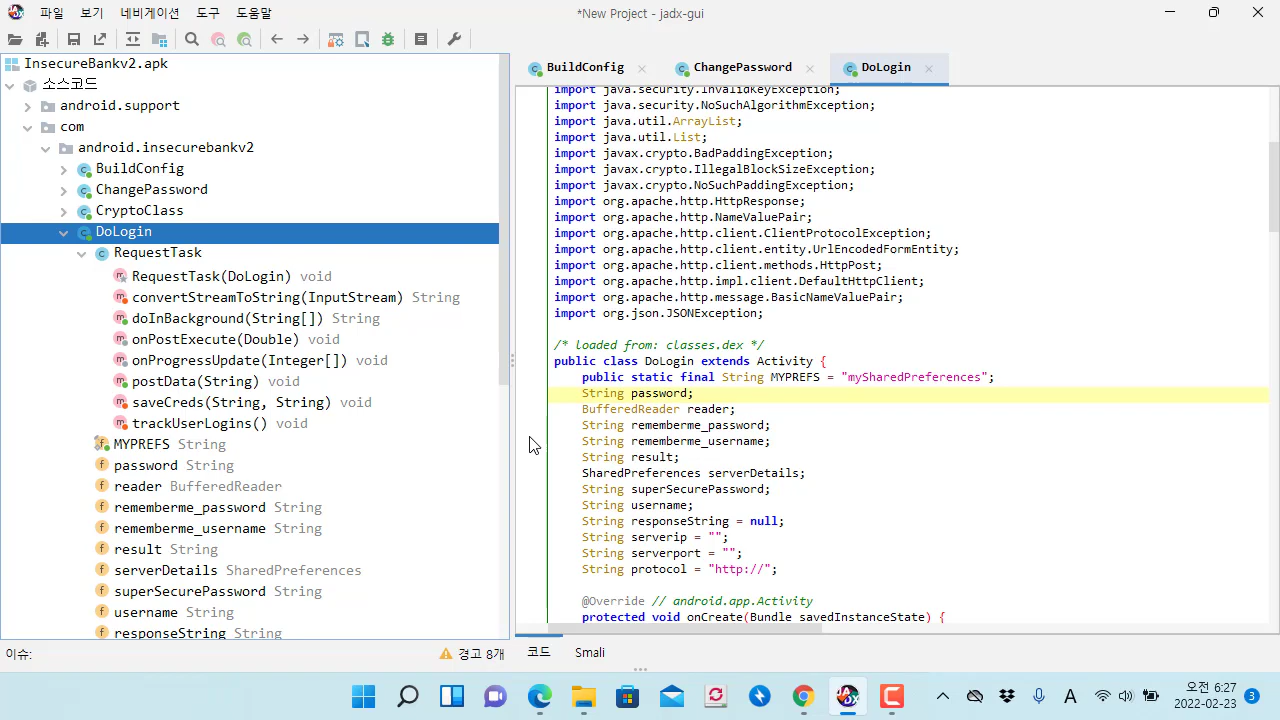 파일 보기 네비게이션 도구 도움말
*New Project - jadx-gui
InsecureBankv2.apk
소스코드
android.support
com
android.insecurebankv2
BuildConfig
ChangePassword
CryptoClass
DoLogin
RequestTask
RequestTask(DoLogin) void
convertStreamToString(InputStream) String
doInBackground(String[]) String
onPostExecute(Double) void
onProgressUpdate(Integer[]) void
postData(String) void
saveCreds(String, String) void
trackUserLogins() void
MYPREFS String
password String
reader BufferedReader
rememberme_password String
rememberme_username String
result String
serverDetails SharedPreferences
superSecurePassword String
username String
responseString String
이슈:
경고 8개
BuildConfig
ChangePassword
DoLogin
import java.security.InvalidKeyException;
import java.security.NoSuchAlgorithmException;
import java.util.ArrayList;
import java.util.List;
import javax.crypto.BadPaddingException;
import javax.crypto.IllegalBlockSizeException;
import javax.crypto.NoSuchPaddingException;
import org.apache.http.HttpResponse;
import org.apache.http.NameValuePair;
import org.apache.http.client.ClientProtocolException;
import org.apache.http.client.entity.UrlEncodedFormEntity;
import org.apache.http.client.methods.HttpPost;
import org.apache.http.impl.client.DefaultHttpClient;
import org.apache.http.message.BasicNameValuePair;
import org.json.JSONException;
/* loaded from: classes.dex */
public class DoLogin extends Activity {
public static final String MYPREFS = "mySharedPreferences";
String password;
BufferedReader reader;
String rememberme_password;
String rememberme_username;
String result;
SharedPreferences serverDetails;
String superSecurePassword;
String username;
String responseString = null;
String serverip = "";
String serverport = "";
String protocol = "http://";
@Override // android.app.Activity
protected void onCreate(Bundle savedInstanceState) {
코드 Smali
A
오전 6:27
2022-02-23
3